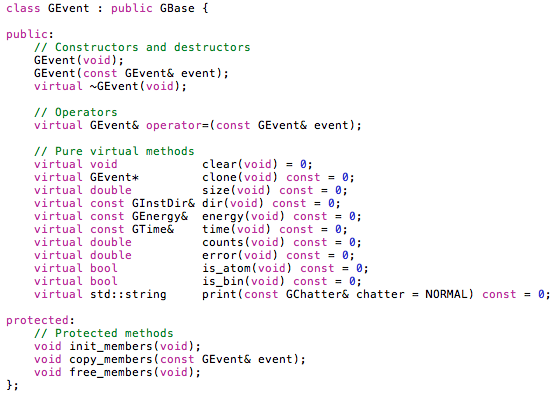 class GEvent : public GBase {

public:
    // Constructors and destructors
    GEvent(void);
    GEvent(const GEvent& event);
    virtual ~GEvent(void);

    // Operators
    virtual GEvent& operator=(const GEvent& event);

    // Pure virtual methods
    virtual void            clear(void) = 0;
    virtual GEvent*         clone(void) const = 0;
    virtual double          size(void) const = 0;
    virtual const GInstDir& dir(void) const = 0;
    virtual const GEnergy&  energy(void) const = 0;
    virtual const GTime&    time(void) const = 0;
    virtual double          counts(void) const = 0;
    virtual double          error(void) const = 0;
    virtual bool            is_atom(void) const = 0;
    virtual bool            is_bin(void) const = 0;
    virtual std::string     print(const GChatter& chatter = NORMAL) const = 0;

protected:
    // Protected methods
    void init_members(void);
    void copy_members(const GEvent& event);
    void free_members(void);
};